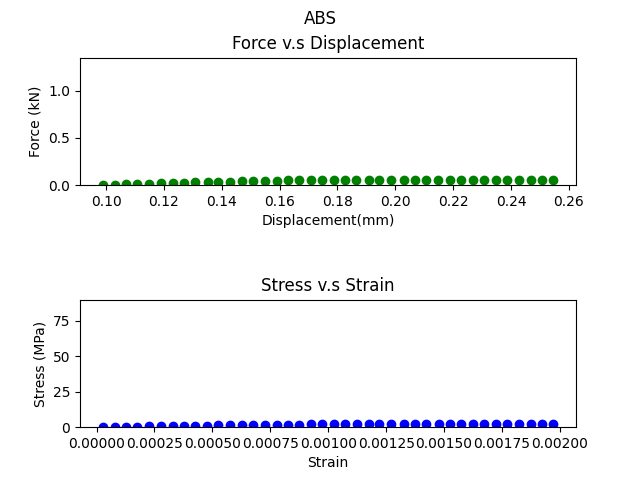 ABS
Force v.s Displacement
1.0
0.5
0.0
Force (kN)
0.10 0.12 0.14 0.16 0.18 0.20 0.22 0.24 0.26
Displacement(mm)
Stress v.s Strain
75
50
25
0
Stress (MPa)
0.00000 0.00025 0.00050 0.00075 0.00100 0.00125 0.00150 0.00175 0.00200
Strain